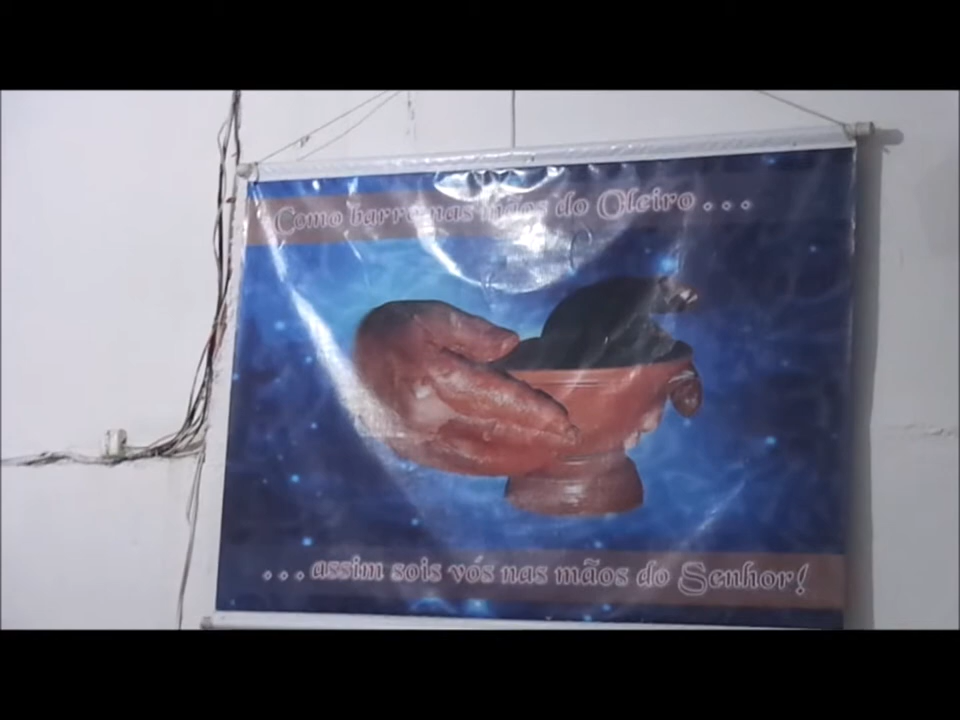 Como barro nas mãos do Oleiro . . .
. . . assim sois vós nas mãos do Senhor!